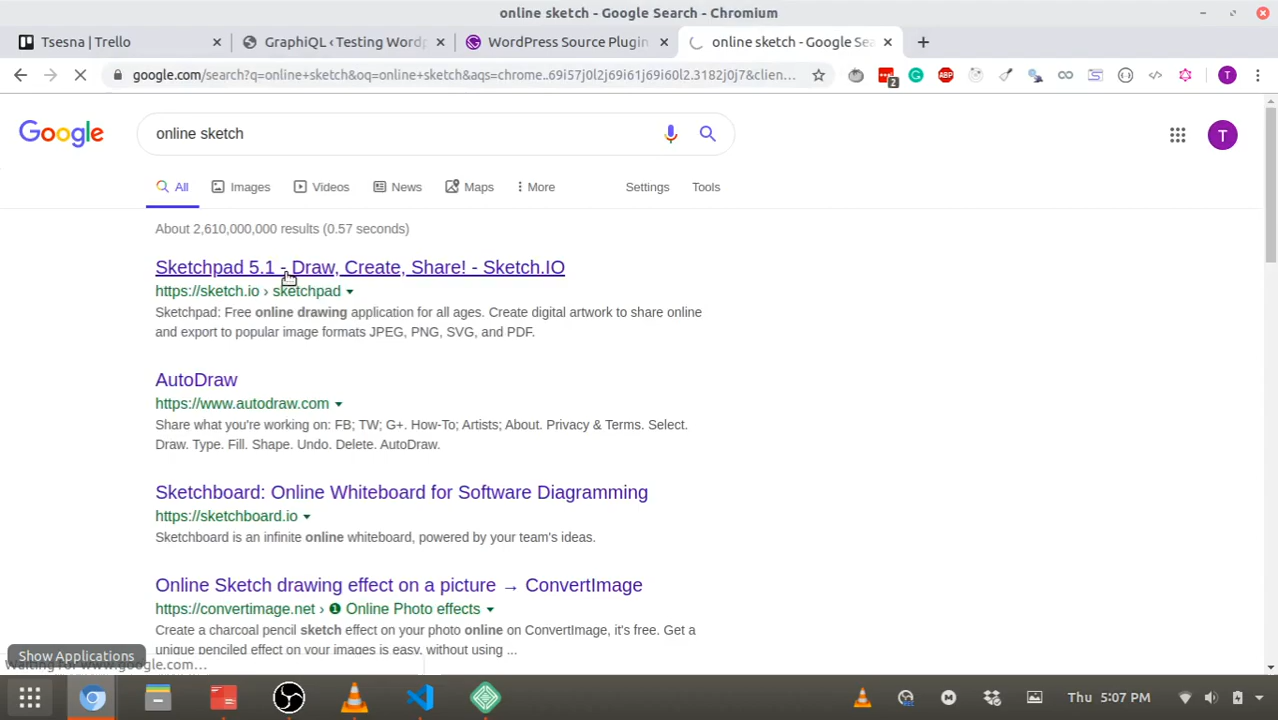 online sketch - Google Search - Chromium
Tsesna | Trello
GraphiQL ‹ Testing Wordp
WordPress Source Plugin
online sketch - Google Sea
google.com/search?q=online+sketch&oq=online+sketch&aqs=chrome..69i57j0l2j69i61j69i60l2.3182j0j7&clien...
ABP
2
T
Google
online sketch
T
All
Images
Videos
News
Maps
More
Settings
Tools
About 2,610,000,000 results (0.57 seconds)
Sketchpad 5.1 - Draw, Create, Share! - Sketch.IO
https://sketch.io › sketchpad
Sketchpad: Free online drawing application for all ages. Create digital artwork to share online
and export to popular image formats JPEG, PNG, SVG, and PDF.
AutoDraw
https://www.autodraw.com
Share what you're working on: FB; TW; G+. How-To; Artists; About. Privacy & Terms. Select.
Draw. Type. Fill. Shape. Undo. Delete. AutoDraw.
Sketchboard: Online Whiteboard for Software Diagramming
https://sketchboard.io
Sketchboard is an infinite online whiteboard, powered by your team's ideas.
Online Sketch drawing effect on a picture → ConvertImage
https://convertimage.net › ❶ Online Photo effects
Create a charcoal pencil sketch effect on your photo online on ConvertImage, it's free. Get a
unique penciled effect on your images is easy, without using ...
Show Applications
Waiting for www.google.com...
Thu 5:07 PM